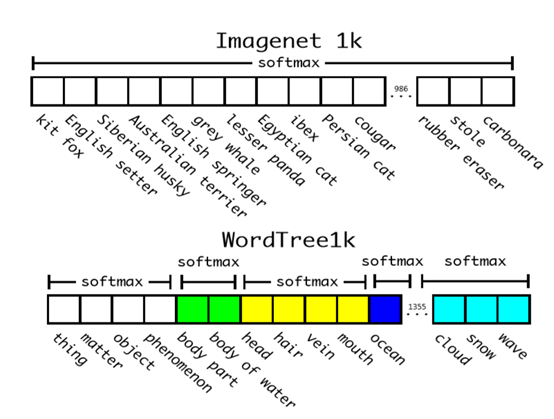 Imagenet 1k
softmax
986
kit fox
English setter
Siberian husky
Australian terrier
English springer
grey whale
lesser panda
Egyptian cat
ibex
Persian cat
cougar
rubber eraser
stole
carbonara
WordTree1k
softmax
softmax
softmax
softmax
softmax
1355
thing
matter
object
phenomenon
body part
body of water
head
hair
vein
mouth
ocean
cloud
snow
wave